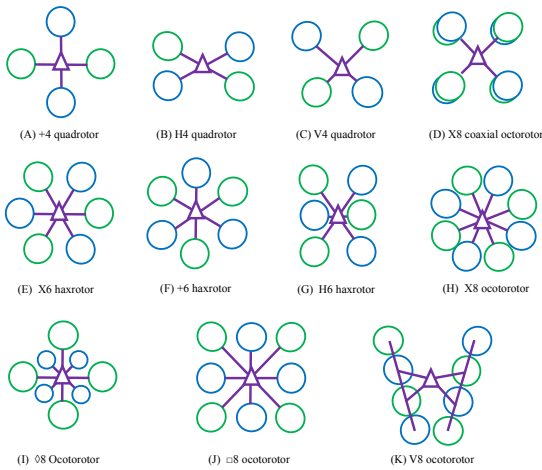 (A) +4 quadrotor (B) H4 quadrotor (C) V4 quadrotor (D) X8 coaxial octorotor
(E) X6 haxrotor (F) +6 haxrotor (G) H6 haxrotor (H) X8 ocotorotor
(I) ◊8 Ocotorotor (J) □8 ocotorotor (K) V8 ocotorotor